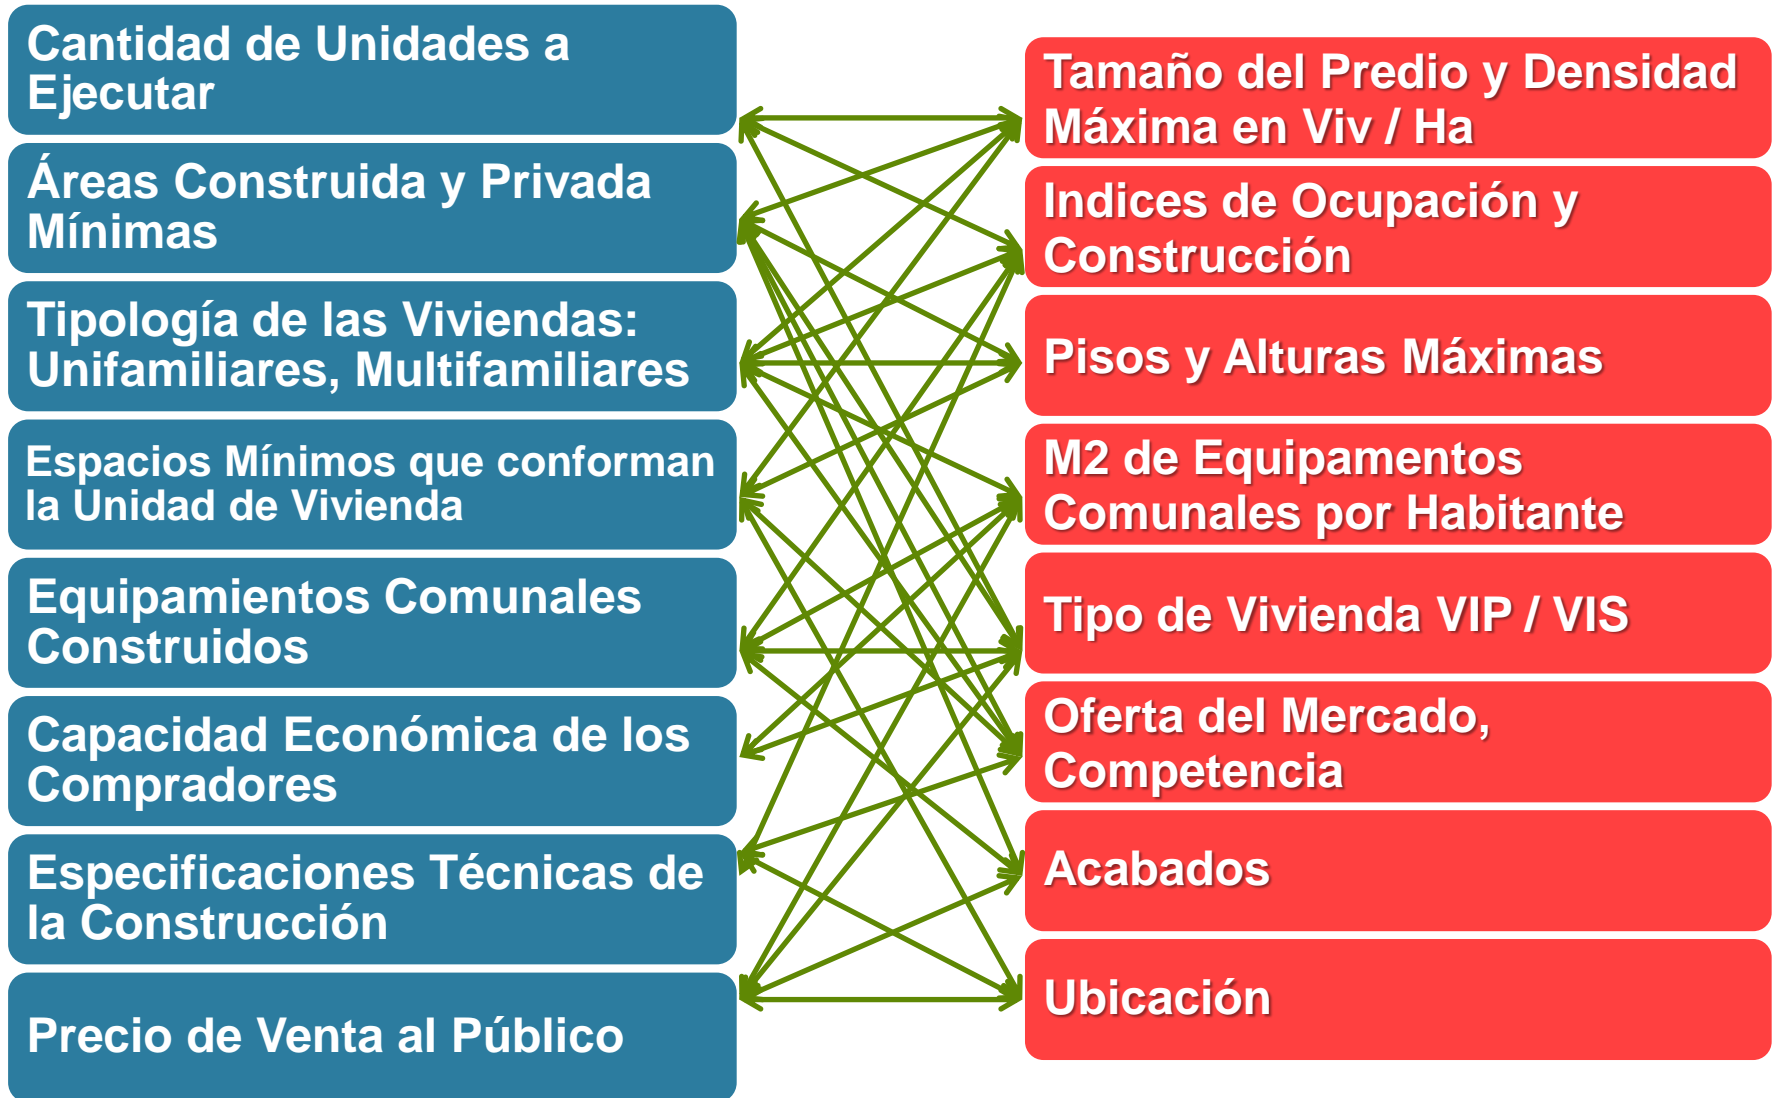 Cantidad de Unidades a
Ejecutar
Áreas Construida y Privada
Mínimas
Tipología de las Viviendas:
Unifamiliares, Multifamiliares
Espacios Mínimos que conforman
la Unidad de Vivienda
Equipamientos Comunales
Construidos
Capacidad Económica de los
Compradores
Especificaciones Técnicas de
la Construcción
Precio de Venta al Público
Tamaño del Predio y Densidad
Máxima en Viv / Ha
Indices de Ocupación y
Construcción
Pisos y Alturas Máximas
M2 de Equipamentos
Comunales por Habitante
Tipo de Vivienda VIP / VIS
Oferta del Mercado,
Competencia
Acabados
Ubicación